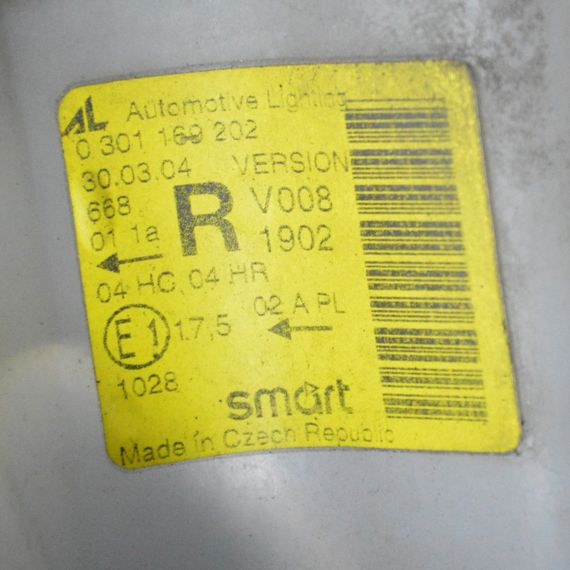 AL Automotive Lighting
0 301 169 202
30.03.04 VERSION
668 R V008
01 1a 1902
04 HC 04 HR
E1 17,5 02 A PL
1028
smart
Made in Czech Republic